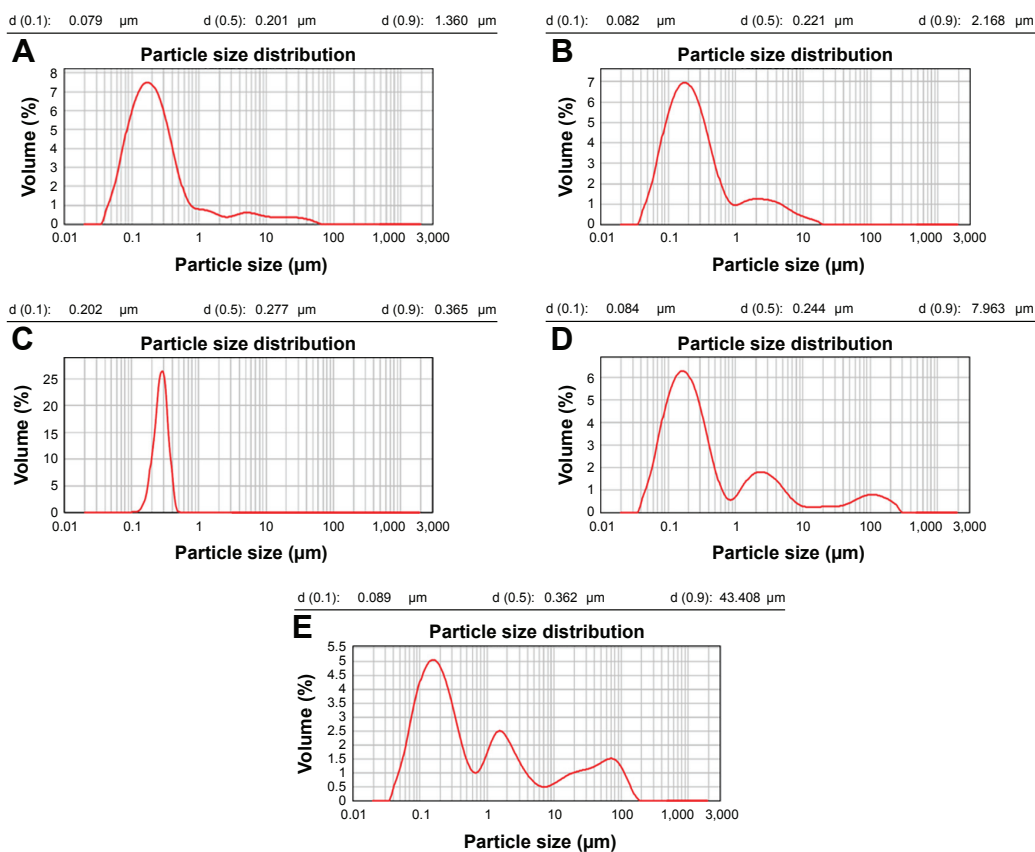 d (0.1): 0.079 µm d (0.5): 0.201 µm d (0.9): 1.360 µm
A
Particle size distribution
Volume (%)
8
7
6
5
4
3
2
1
0
0.01 0.1 1 10 100 1,000 3,000
Particle size (µm)
d (0.1): 0.082 µm d (0.5): 0.221 µm d (0.9): 2.168 µm
B
Particle size distribution
Volume (%)
7
6
5
4
3
2
1
0
0.01 0.1 1 10 100 1,000 3,000
Particle size (µm)
d (0.1): 0.202 µm d (0.5): 0.277 µm d (0.9): 0.365 µm
C
Particle size distribution
Volume (%)
25
20
15
10
5
0
0.01 0.1 1 10 100 1,000 3,000
Particle size (µm)
d (0.1): 0.084 µm d (0.5): 0.244 µm d (0.9): 7.963 µm
D
Particle size distribution
Volume (%)
6
5
4
3
2
1
0
0.01 0.1 1 10 100 1,000 3,000
Particle size (µm)
d (0.1): 0.089 µm d (0.5): 0.362 µm d (0.9): 43.408 µm
E
Particle size distribution
Volume (%)
5.5
5
4.5
4
3.5
3
2.5
2
1.5
1
0.5
0
0.01 0.1 1 10 100 1,000 3,000
Particle size (µm)